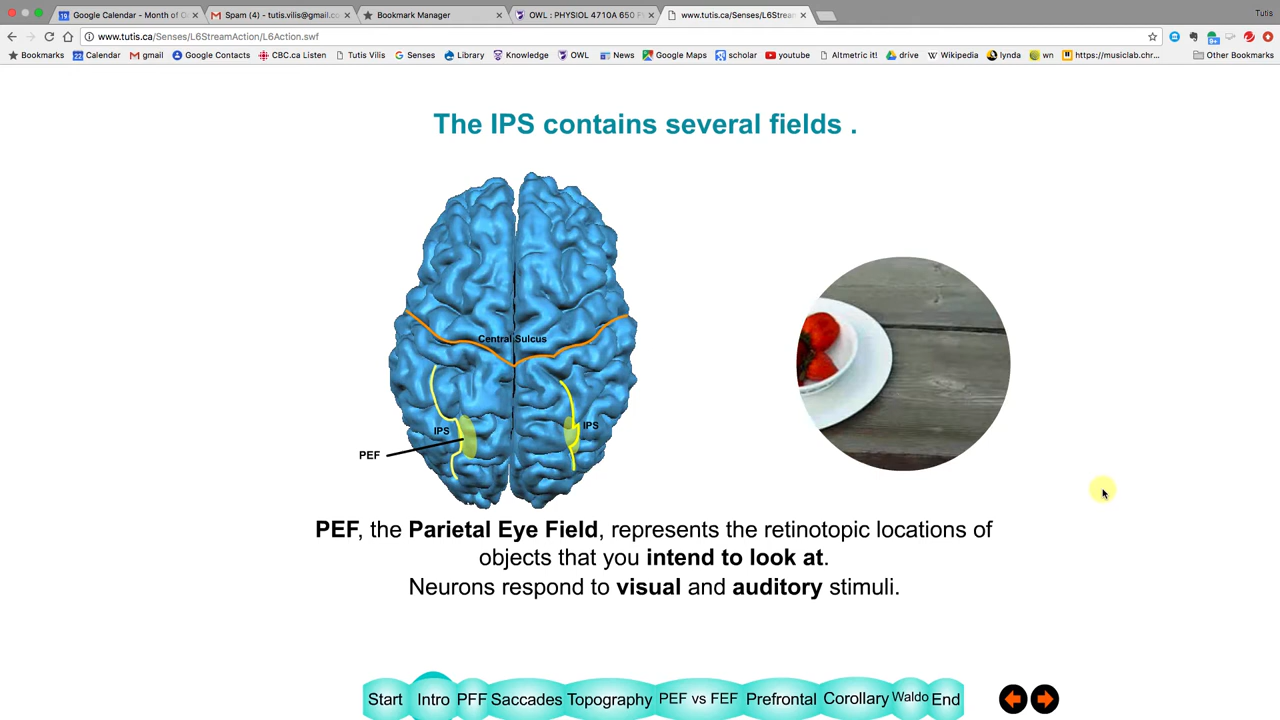 Google Calendar - Month of O
Spam (4) - tutis.vilis@gmail.co
Bookmark Manager
OWL : PHYSIOL 4710A 650 F
www.tutis.ca/Senses/L6Strea
Tutis
www.tutis.ca/Senses/L6StreamAction/L6Action.swf
Bookmarks
Calendar
gmail
Google Contacts
CBC.ca Listen
Tutis Vilis
Senses
Library
Knowledge
OWL
News
Google Maps
scholar
youtube
Altmetric it!
drive
Wikipedia
lynda
wn
https://musiclab.chr...
Other Bookmarks
The IPS contains several fields .
Central Sulcus
IPS
IPS
PEF
PEF, the Parietal Eye Field, represents the retinotopic locations of
objects that you intend to look at.
Neurons respond to visual and auditory stimuli.
Start
Intro
PFF
Saccades
Topography
PEF vs FEF
Prefrontal
Corollary
Waldo
End